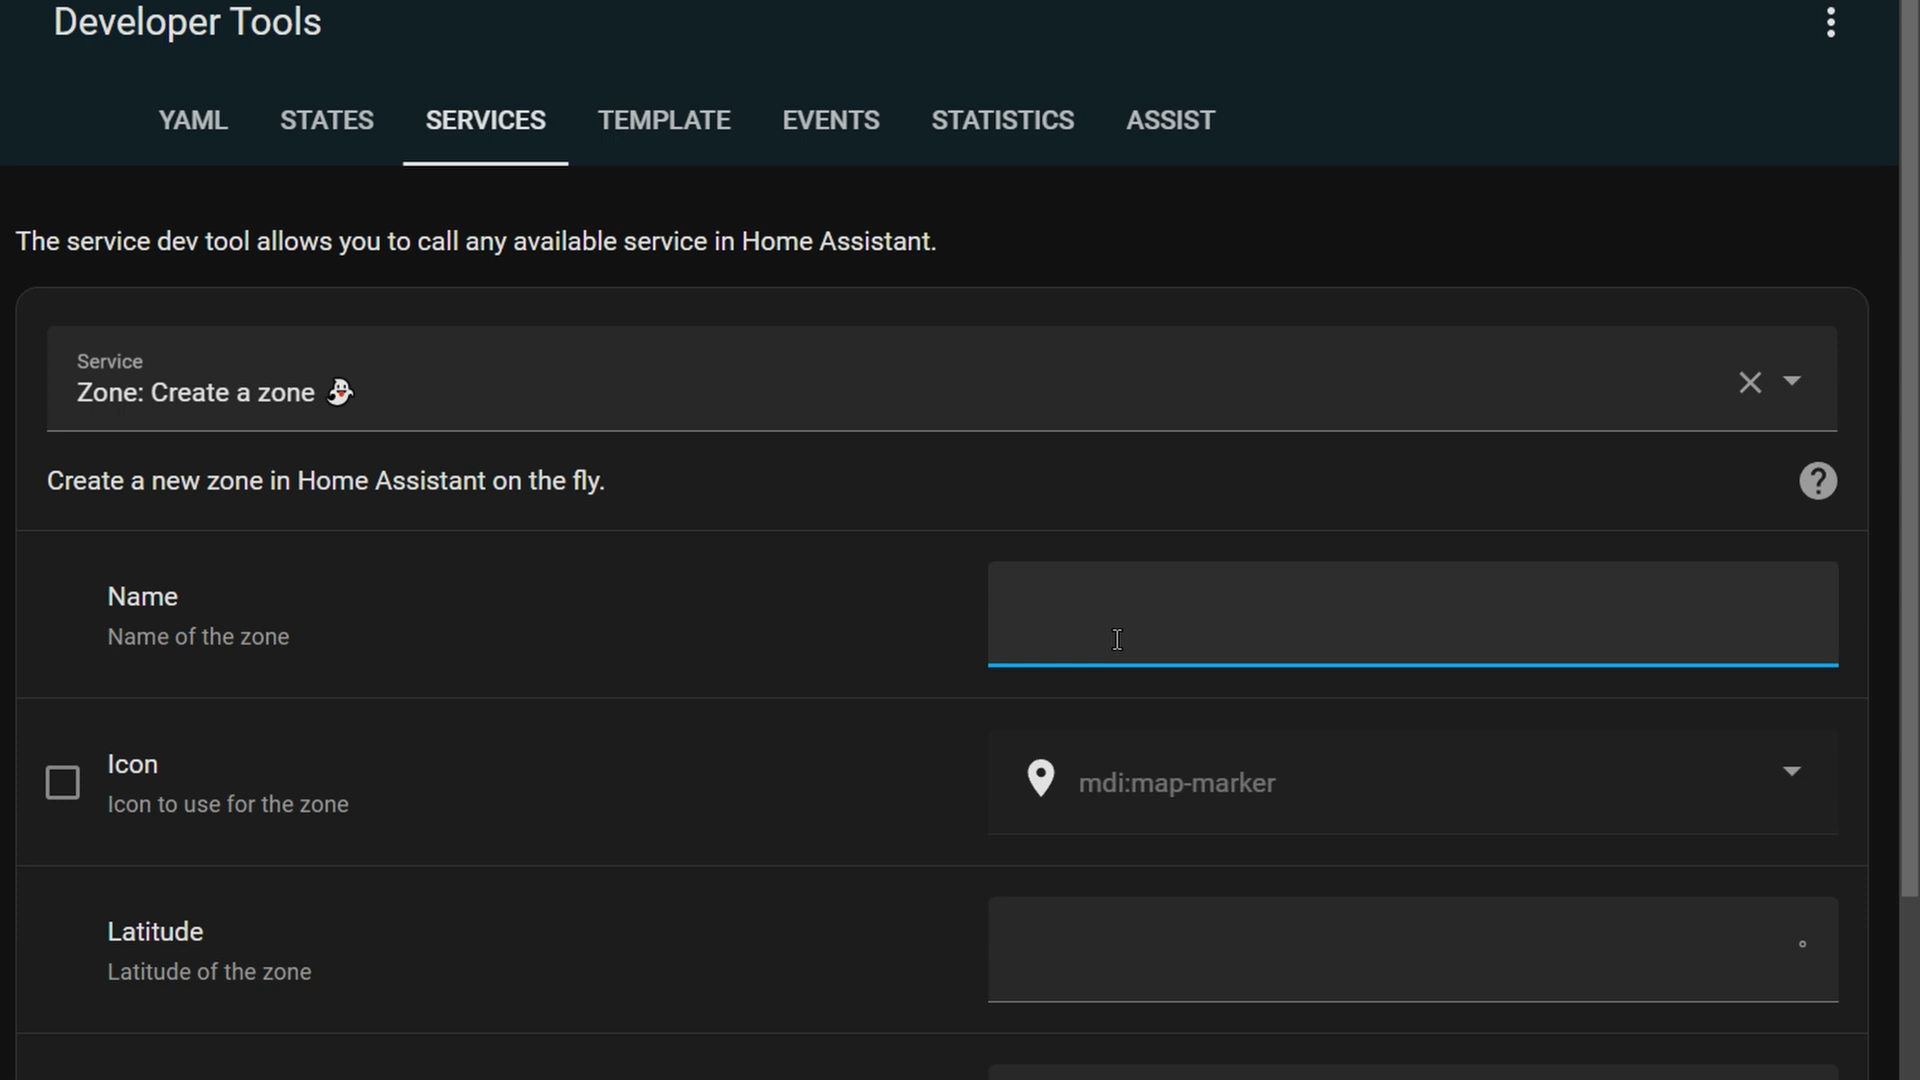 Developer Tools
YAML STATES SERVICES TEMPLATE EVENTS STATISTICS ASSIST
The service dev tool allows you to call any available service in Home Assistant.
Service
Zone: Create a zone 👻
Create a new zone in Home Assistant on the fly.
Name
Name of the zone
Icon
Icon to use for the zone
mdi:map-marker
Latitude
Latitude of the zone
°